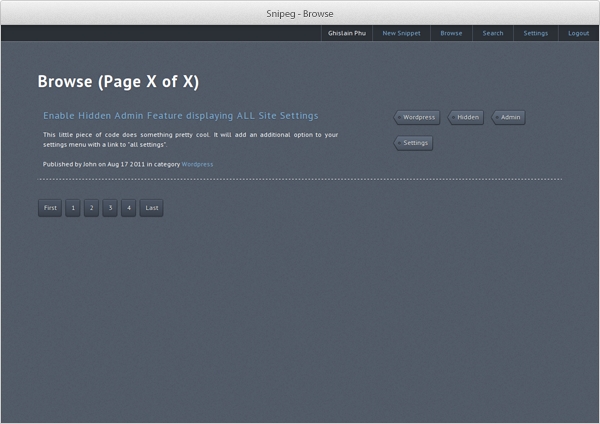 Snipeg - Browse
Ghislain Phu New Snippet Browse Search Settings Logout
Browse (Page X of X)
Enable Hidden Admin Feature displaying ALL Site Settings
This little piece of code does something pretty cool. It will add an additional option to your
settings menu with a link to "all settings".
Published by John on Aug 17 2011 in category Wordpress
Wordpress Hidden Admin
Settings
First 1 2 3 4 Last